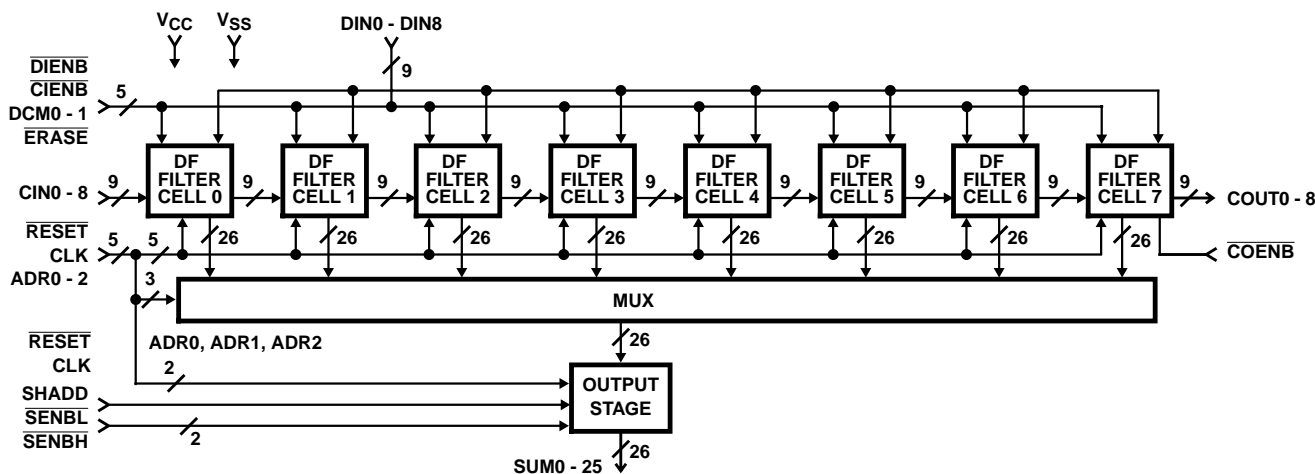 VCC
VSS
DIN0 - DIN8
DIENB
CIENB
5
9
DCM0 - 1
ERASE
DF FILTER CELL 0
DF FILTER CELL 1
DF FILTER CELL 2
DF FILTER CELL 3
DF FILTER CELL 4
DF FILTER CELL 5
DF FILTER CELL 6
DF FILTER CELL 7
CIN0 - 8
9
9
9
9
9
9
9
9
9
COUT0 - 8
RESET
CLK
ADR0 - 2
5
5
26
26
26
26
26
26
26
26
COENB
3
MUX
ADR0, ADR1, ADR2
26
RESET
CLK
2
OUTPUT
STAGE
SHADD
SENBL
SENBH
2
26
SUM0 - 25